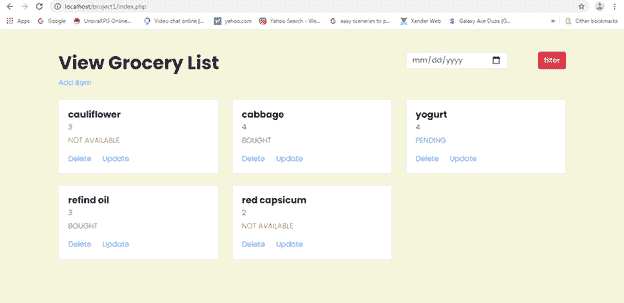 localhost/project1/index.php
Apps Google UnovaRPG Online... Video chat online |... yahoo.com Yahoo Search - We... easy sceneries to p... Xender Web Galaxy Ace Duos (G... » Other bookmarks
View Grocery List
mm/dd/yyyy filter
Add Item
cauliflower cabbage yogurt
3 4 4
NOT AVAILABLE BOUGHT PENDING
Delete Update Delete Update Delete Update
refind oil red capsicum
3 2
BOUGHT NOT AVAILABLE
Delete Update Delete Update